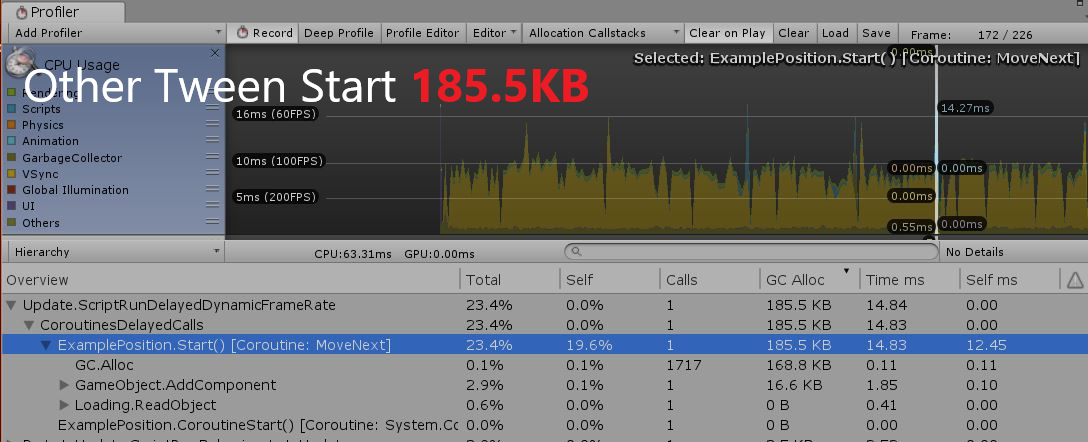 Profiler
Add Profiler Record Deep Profile Profile Editor Editor Allocation Callstacks Clear on Play Clear Load Save Frame: 172 / 226
CPU Usage
Selected: ExamplePosition.Start() [Coroutine: MoveNext]
0.00ms
Other Tween Start 185.5KB
Rendering
Scripts
Physics
Animation
GarbageCollector
VSync
Global Illumination
UI
Others
16ms (60FPS)
10ms (100FPS)
5ms (200FPS)
14.27ms
0.00ms 0.00ms
0.00ms
0.55ms 0.00ms
Hierarchy CPU:63.31ms GPU:0.00ms No Details
Overview Total Self Calls GC Alloc Time ms Self ms
Update.ScriptRunDelayedDynamicFrameRate 23.4% 0.0% 1 185.5 KB 14.84 0.00
CoroutinesDelayedCalls 23.4% 0.0% 1 185.5 KB 14.83 0.00
ExamplePosition.Start() [Coroutine: MoveNext] 23.4% 19.6% 1 185.5 KB 14.83 12.45
GC.Alloc 0.1% 0.1% 1717 168.8 KB 0.11 0.11
GameObject.AddComponent 2.9% 0.1% 1 16.6 KB 1.85 0.10
Loading.ReadObject 0.6% 0.0% 1 0 B 0.41 0.00
ExamplePosition.CoroutineStart() [Coroutine: System.Cc 0.0% 0.0% 1 0 B 0.00 0.00